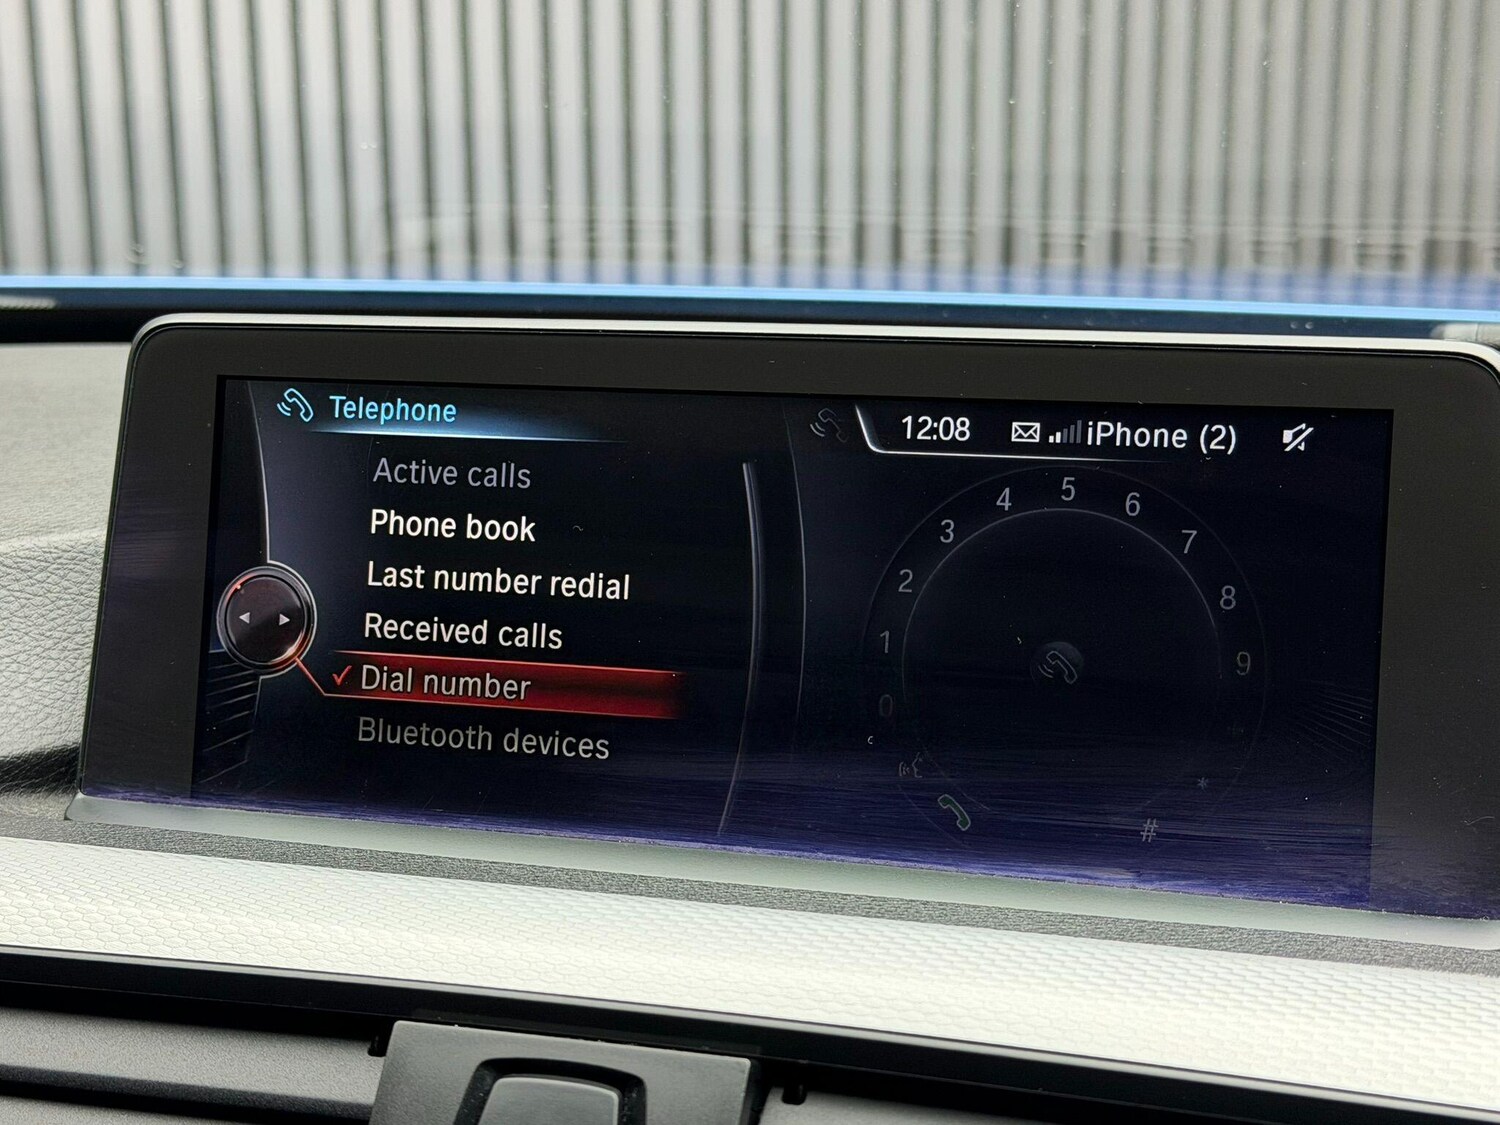 Telephone
12:08 iPhone (2)
Active calls
Phone book
Last number redial
Received calls
Dial number
Bluetooth devices
0 1 2 3 4 5 6 7 8 9 * #